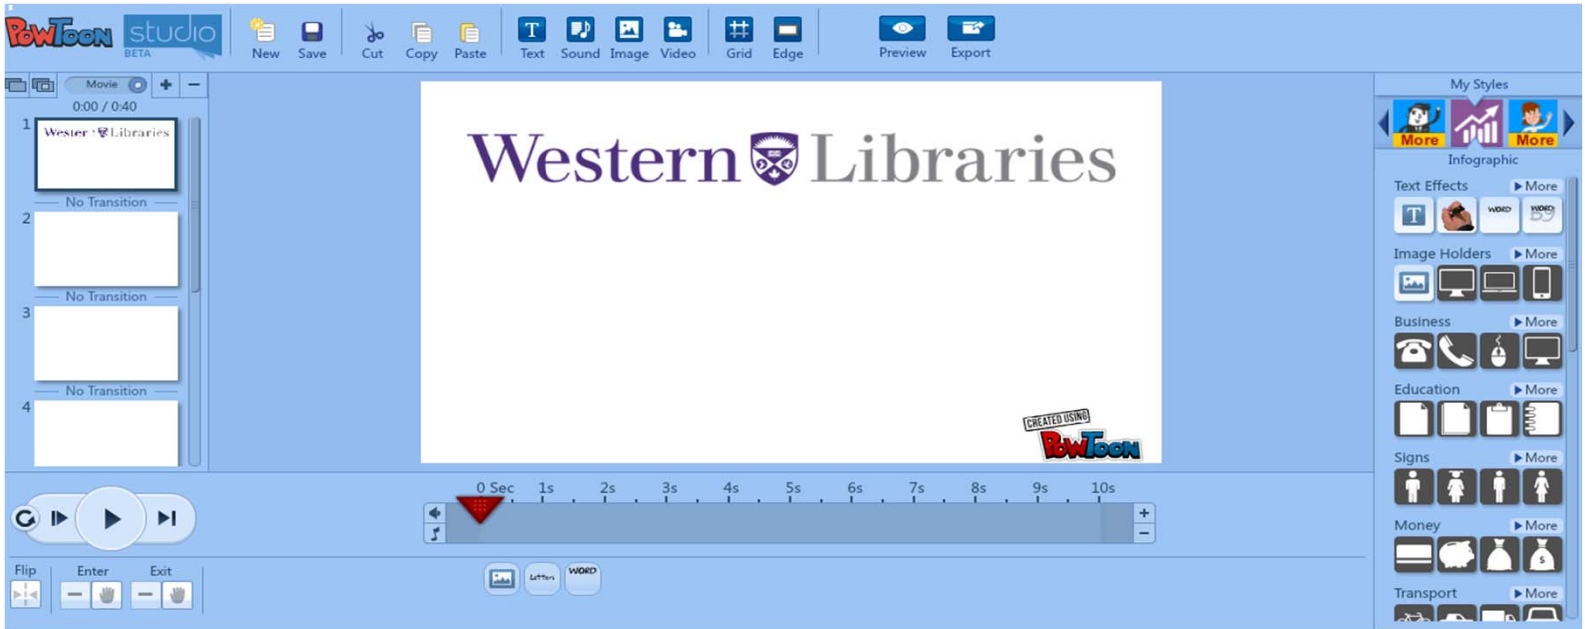 PowToon studio
BETA
New Save Cut Copy Paste Text Sound Image Video Grid Edge Preview Export
Movie
0:00 / 0:40
1
Western Libraries
No Transition
2
No Transition
3
No Transition
4
Western Libraries
CREATED USING
PowToon
My Styles
More More
Infographic
Text Effects More
T WORD
Image Holders More
Business More
Education More
Signs More
Money More
$
Transport More
0 Sec 1s 2s 3s 4s 5s 6s 7s 8s 9s 10s
Flip Enter Exit
Letters WORD